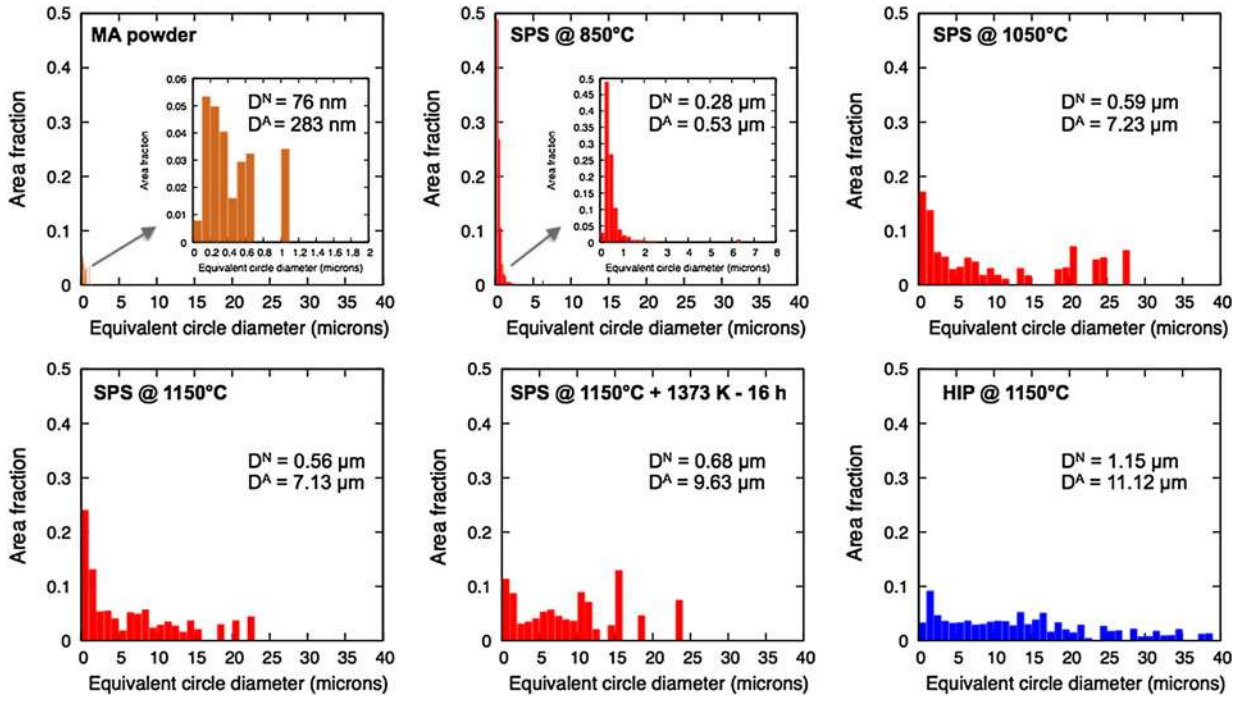 MA powder
0.5
0.4
0.3
0.2
0.1
0
Area fraction
0 5 10 15 20 25 30 35 40
Equivalent circle diameter (microns)
0.06
0.05
0.04
0.03
0.02
0.01
0
Area fraction
Dᴺ = 76 nm
Dᴬ = 283 nm
0 0.2 0.4 0.6 0.8 1 1.2 1.4 1.6 1.8 2
Equivalent circle diameter (microns)
SPS @ 850°C
0.5
0.4
0.3
0.2
0.1
0
Area fraction
0 5 10 15 20 25 30 35 40
Equivalent circle diameter (microns)
0.5
0.45
0.4
0.35
0.3
0.25
0.2
0.15
0.1
0.05
0
Area fraction
Dᴺ = 0.28 µm
Dᴬ = 0.53 µm
0 1 2 3 4 5 6 7 8
Equivalent circle diameter (microns)
SPS @ 1050°C
0.5
0.4
0.3
0.2
0.1
0
Area fraction
Dᴺ = 0.59 µm
Dᴬ = 7.23 µm
0 5 10 15 20 25 30 35 40
Equivalent circle diameter (microns)
SPS @ 1150°C
0.5
0.4
0.3
0.2
0.1
0
Area fraction
Dᴺ = 0.56 µm
Dᴬ = 7.13 µm
0 5 10 15 20 25 30 35 40
Equivalent circle diameter (microns)
SPS @ 1150°C + 1373 K - 16 h
0.5
0.4
0.3
0.2
0.1
0
Area fraction
Dᴺ = 0.68 µm
Dᴬ = 9.63 µm
0 5 10 15 20 25 30 35 40
Equivalent circle diameter (microns)
HIP @ 1150°C
0.5
0.4
0.3
0.2
0.1
0
Area fraction
Dᴺ = 1.15 µm
Dᴬ = 11.12 µm
0 5 10 15 20 25 30 35 40
Equivalent circle diameter (microns)